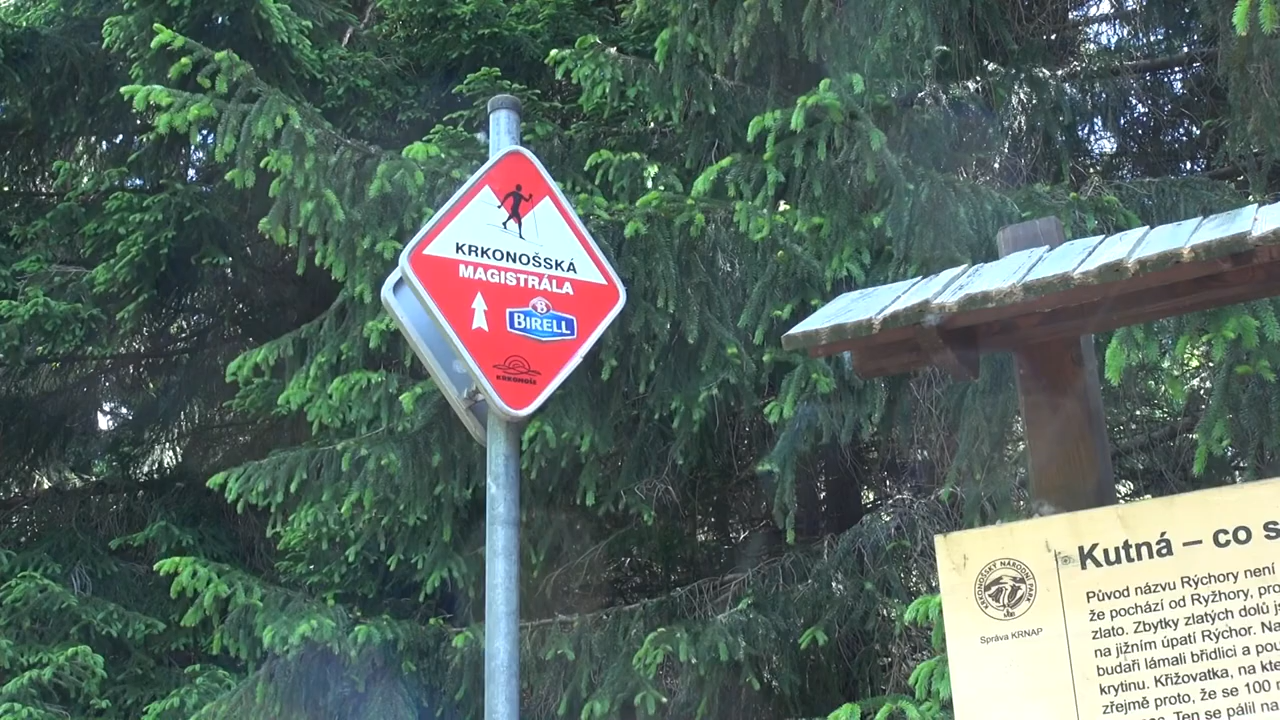 KRKONOŠSKÁ
MAGISTRÁLA
B
BIRELL
KRKONOŠE
KRKONOŠSKÝ NÁRODNÍ PARK
Správa KRNAP
Kutná – co s
Původ názvu Rýchory není
že pochází od Ryžhory, pro
zlato. Zbytky zlatých dolů j
na jižním úpatí Rýchor. Na
budaři lámali břidlici a pou
krytinu. Křižovatka, na kte
zřejmě proto, že se 100
Ten se pálil na